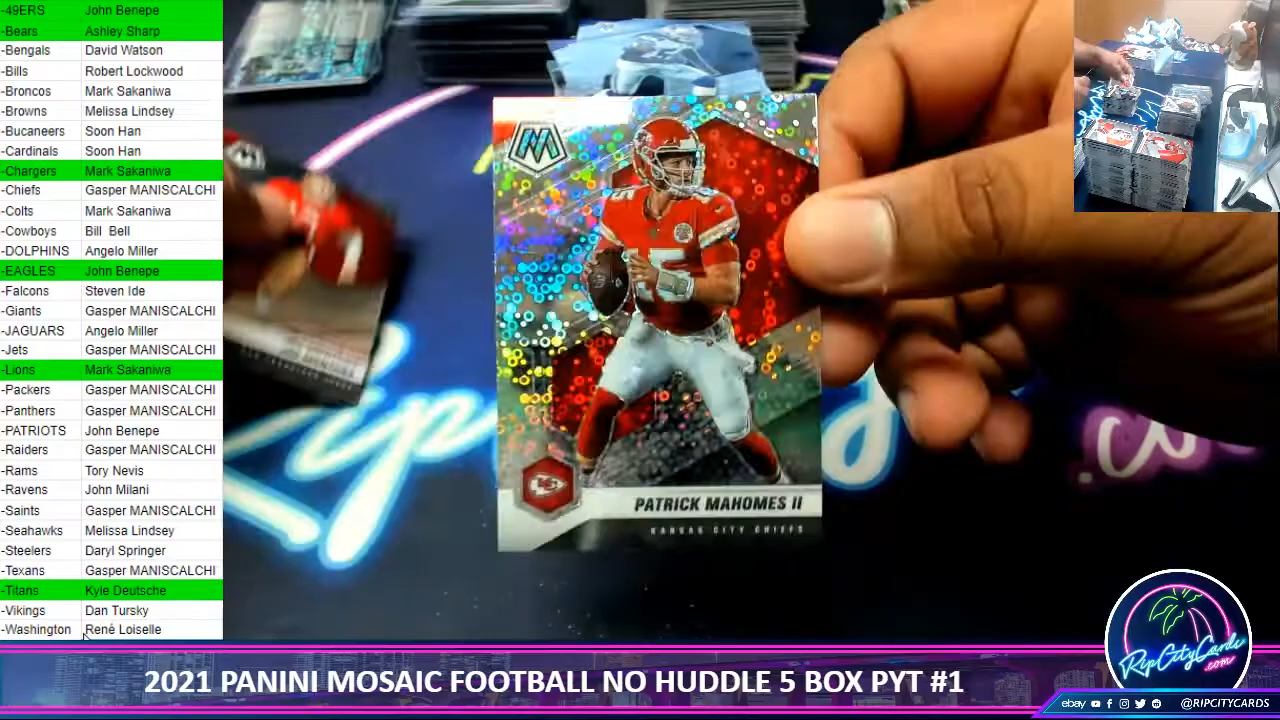 -49ERS John Benepe
-Bears Ashley Sharp
-Bengals David Watson
-Bills Robert Lockwood
-Broncos Mark Sakaniwa
-Browns Melissa Lindsey
-Bucaneers Soon Han
-Cardinals Soon Han
-Chargers Mark Sakaniwa
-Chiefs Gasper MANISCALCHI
-Colts Mark Sakaniwa
-Cowboys Bill Bell
-DOLPHINS Angelo Miller
-EAGLES John Benepe
-Falcons Steven Ide
-Giants Gasper MANISCALCHI
-JAGUARS Angelo Miller
-Jets Gasper MANISCALCHI
-Lions Mark Sakaniwa
-Packers Gasper MANISCALCHI
-Panthers Gasper MANISCALCHI
-PATRIOTS John Benepe
-Raiders Gasper MANISCALCHI
-Rams Tory Nevis
-Ravens John Milani
-Saints Gasper MANISCALCHI
-Seahawks Melissa Lindsey
-Steelers Daryl Springer
-Texans Gasper MANISCALCHI
-Titans Kyle Deutsche
-Vikings Dan Tursky
-Washington René Loiselle
M
15
PATRICK MAHOMES II
KANSAS CITY CHIEFS
Rip
RipCityCards
.com
2021 PANINI MOSAIC FOOTBALL NO HUDDLE 5 BOX PYT #1
ebay @RIPCITYCARDS